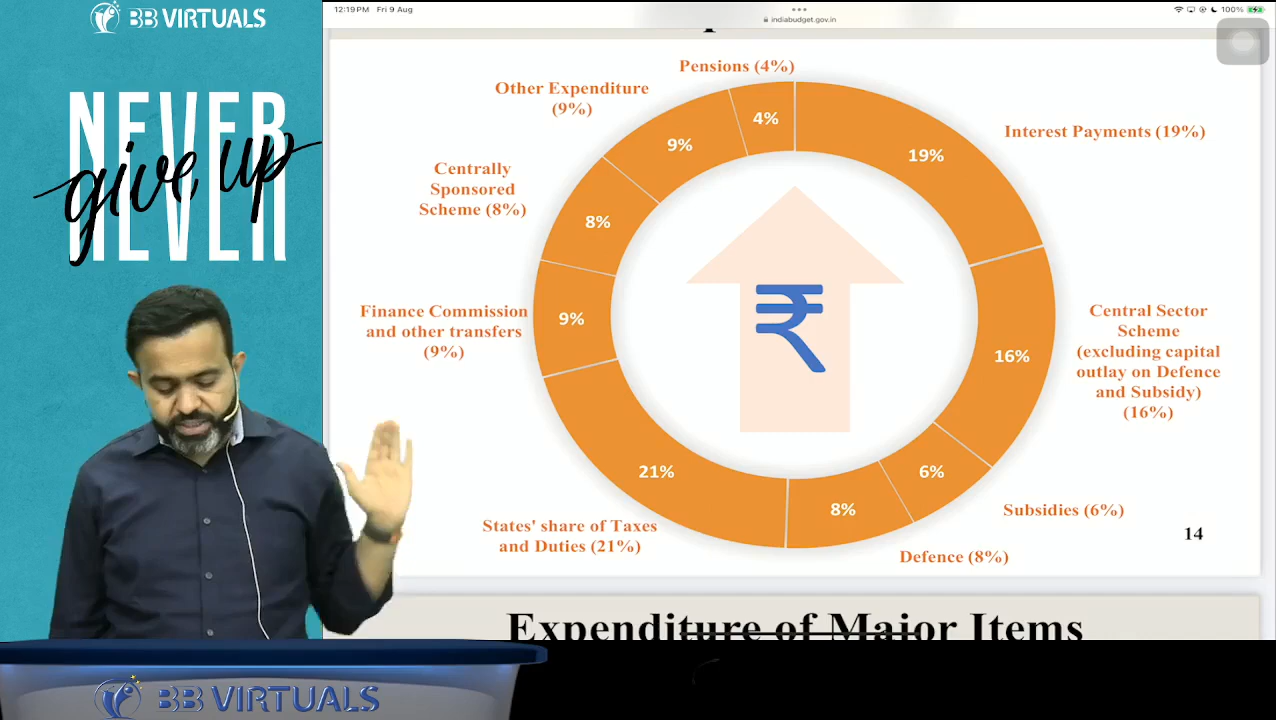 BB VIRTUALS
NEVER
give up
NEVER
12:19 PM Fri 9 Aug
indiabudget.gov.in
100%
Pensions (4%)
Other Expenditure
(9%)
Interest Payments (19%)
Centrally
Sponsored
Scheme (8%)
Finance Commission
and other transfers
(9%)
Central Sector
Scheme
(excluding capital
outlay on Defence
and Subsidy)
(16%)
States' share of Taxes
and Duties (21%)
Subsidies (6%)
Defence (8%)
4%
19%
9%
8%
9%
16%
21%
6%
8%
₹
14
Expenditure of Major Items
BB VIRTUALS